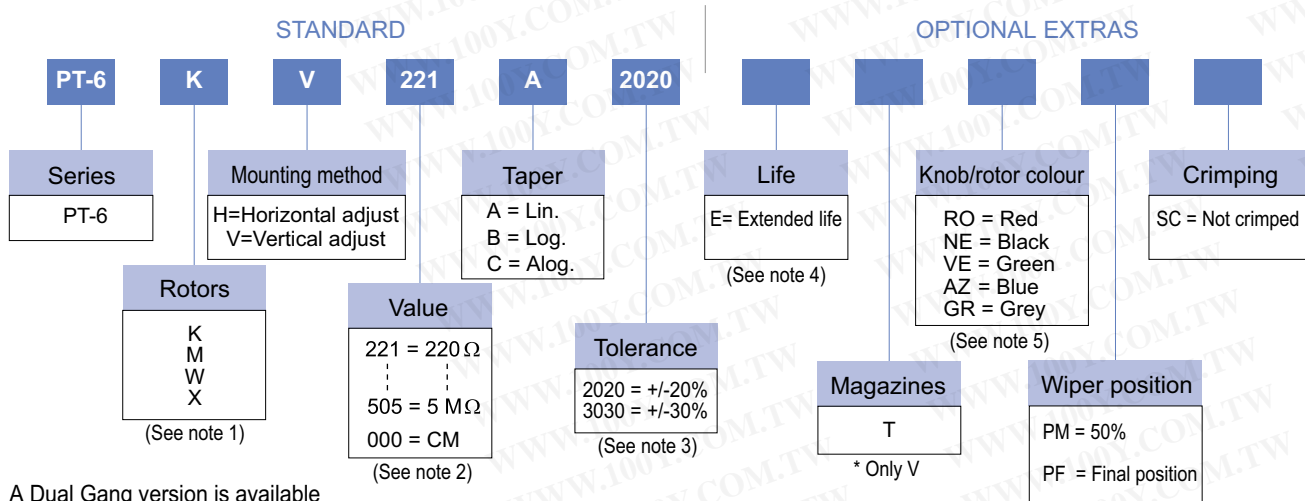 STANDARD
OPTIONAL EXTRAS
PT-6 K V 221 A 2020
Series
PT-6
Rotors
K
M
W
X
(See note 1)
Mounting method
H=Horizontal adjust
V=Vertical adjust
Value
221 = 220 Ω
505 = 5 MΩ
000 = CM
(See note 2)
Taper
A = Lin.
B = Log.
C = Alog.
Tolerance
2020 = +/-20%
3030 = +/-30%
(See note 3)
Life
E= Extended life
(See note 4)
Magazines
T
* Only V
Knob/rotor colour
RO = Red
NE = Black
VE = Green
AZ = Blue
GR = Grey
(See note 5)
Wiper position
PM = 50%
PF = Final position
Crimping
SC = Not crimped
A Dual Gang version is available
WWW.100Y.COM.TW